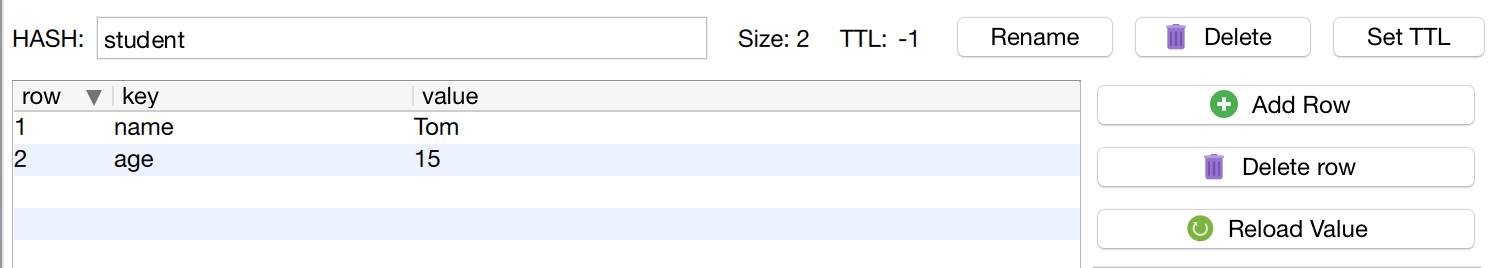 HASH: student Size: 2 TTL: -1 Rename Delete Set TTL
row key value
1 name Tom
2 age 15
Add Row
Delete row
Reload Value